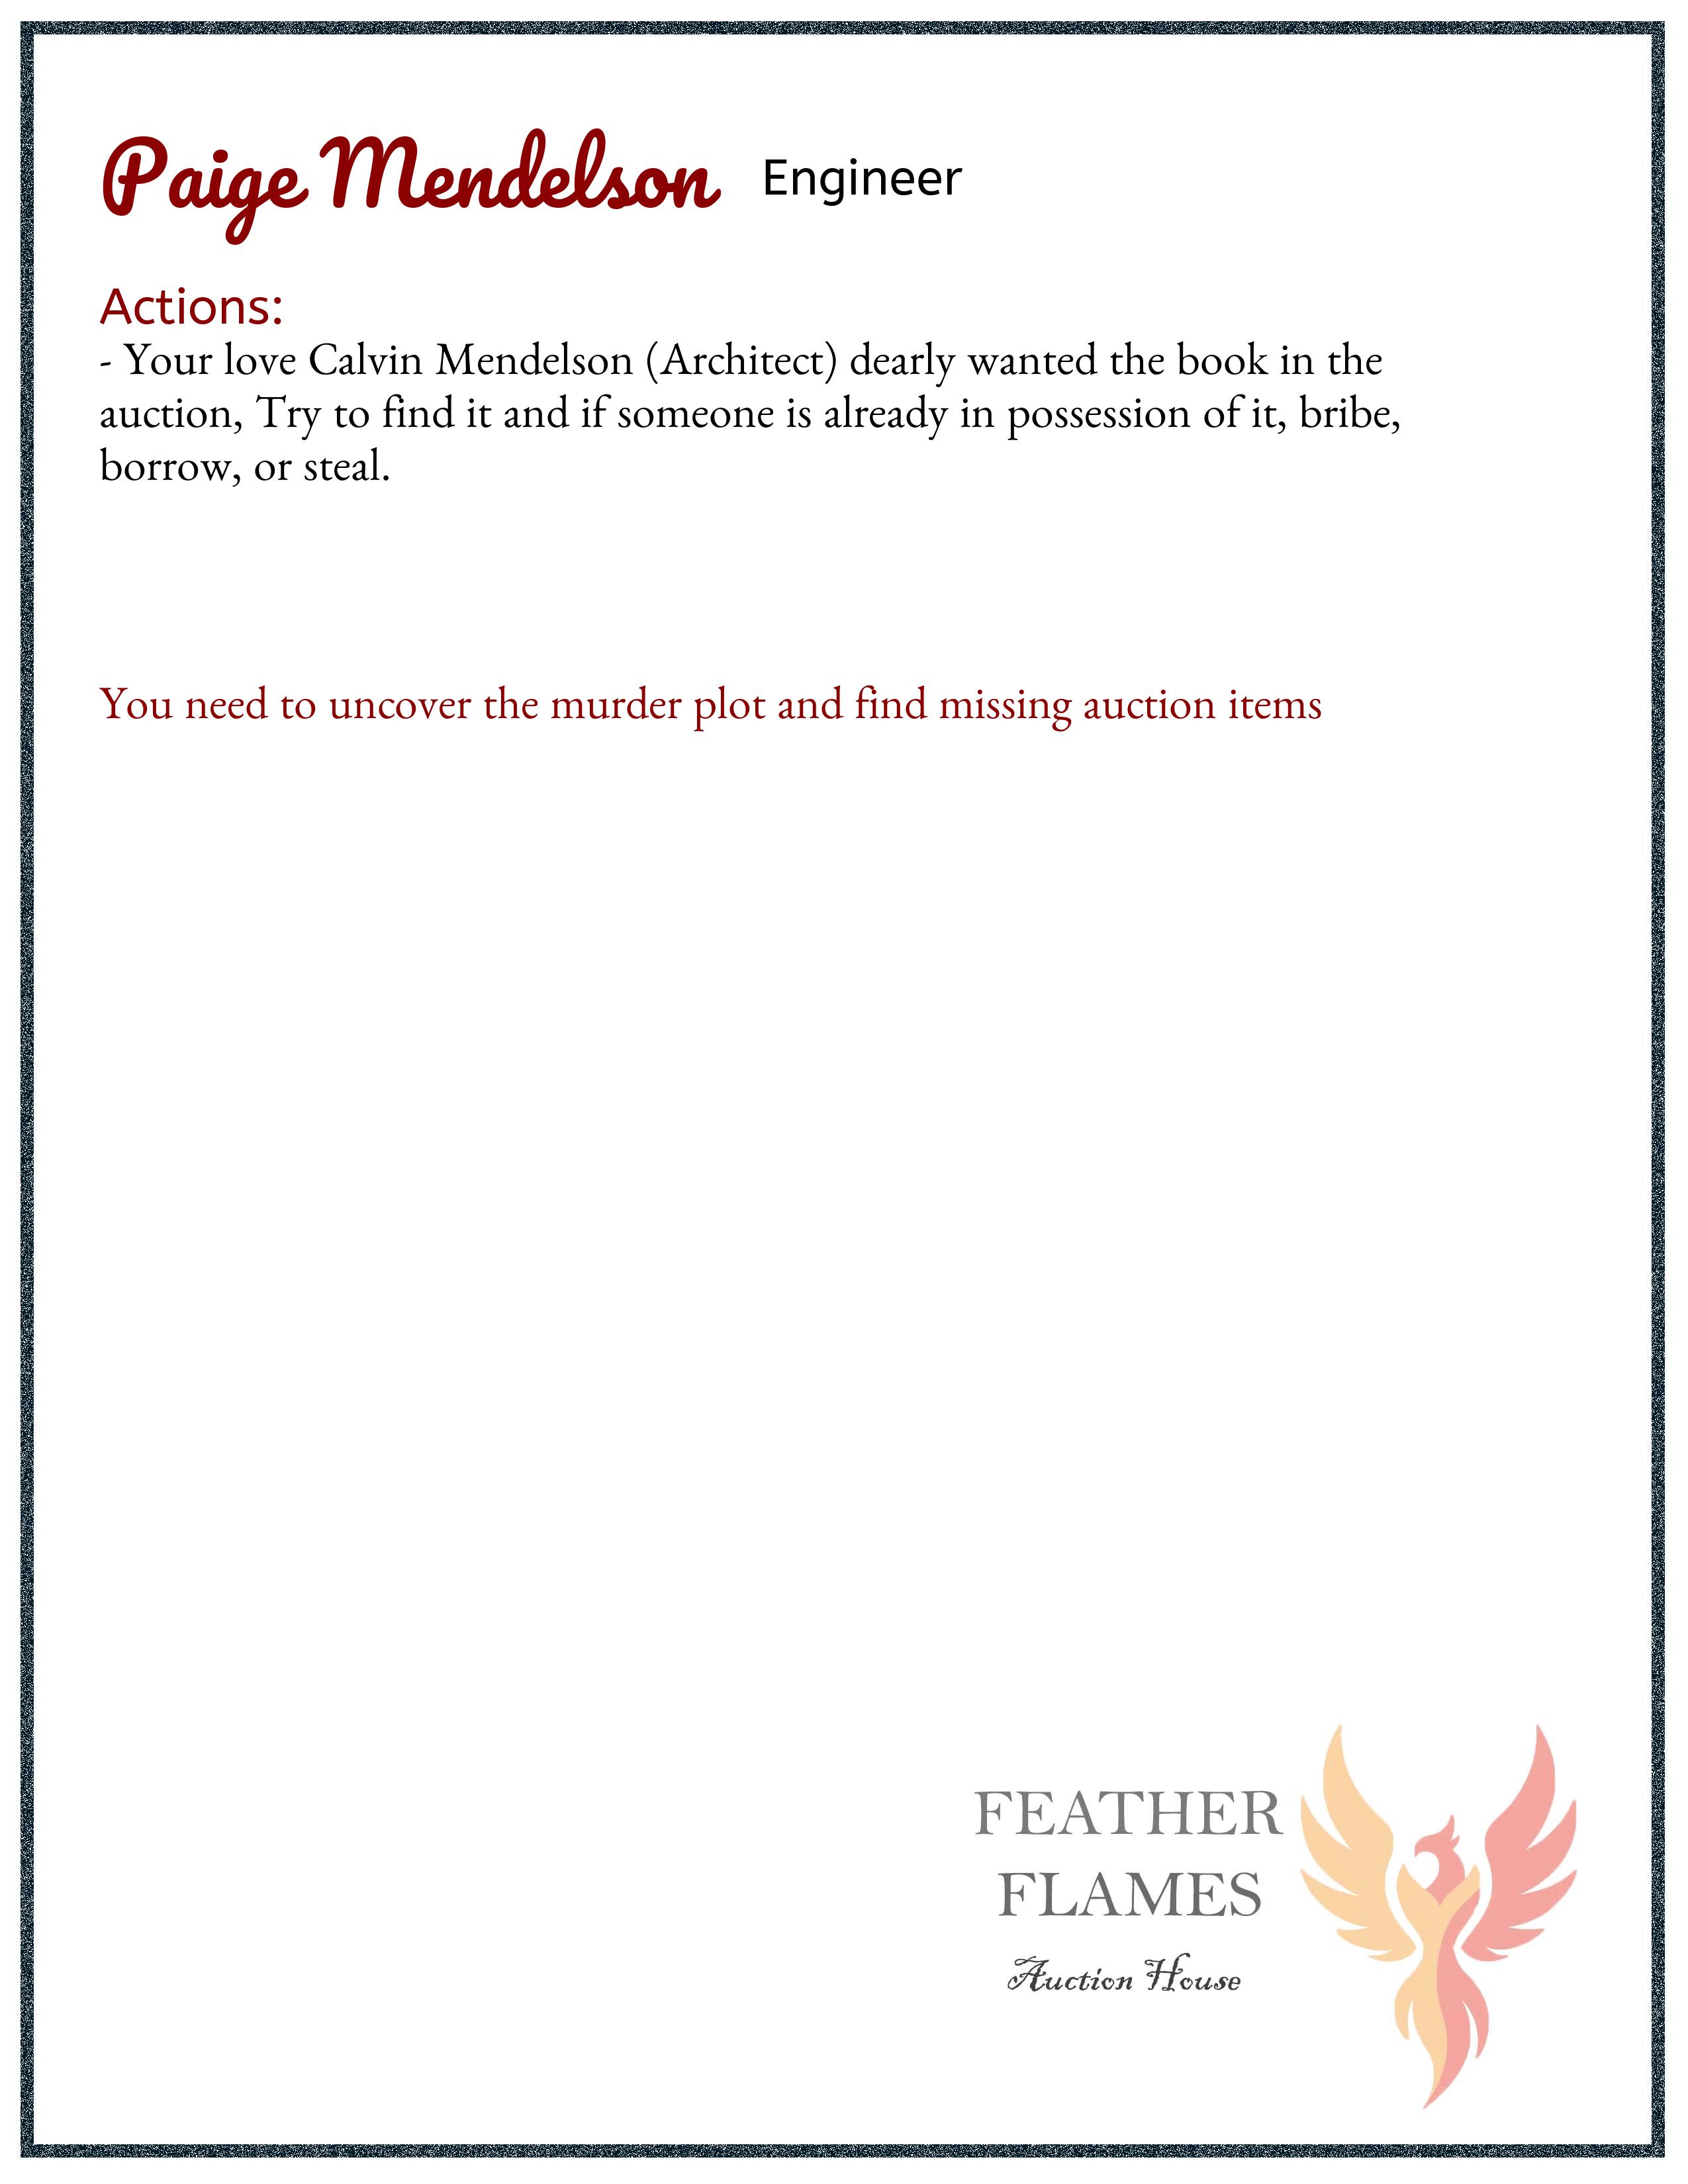 Paige Mendelson Engineer
Actions:
- Your love Calvin Mendelson (Architect) dearly wanted the book in the
auction, Try to find it and if someone is already in possession of it, bribe,
borrow, or steal.
You need to uncover the murder plot and find missing auction items
FEATHER
FLAMES
Auction House